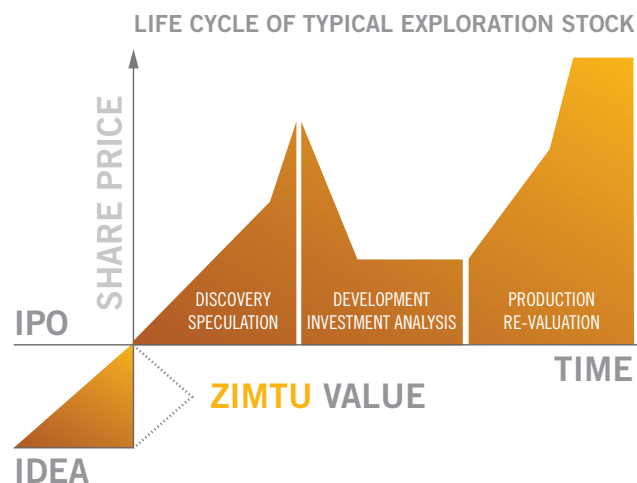 LIFE CYCLE OF TYPICAL EXPLORATION STOCK
SHARE PRICE
DISCOVERY
SPECULATION
DEVELOPMENT
INVESTMENT ANALYSIS
PRODUCTION
RE-VALUATION
IPO
TIME
ZIMTU VALUE
IDEA